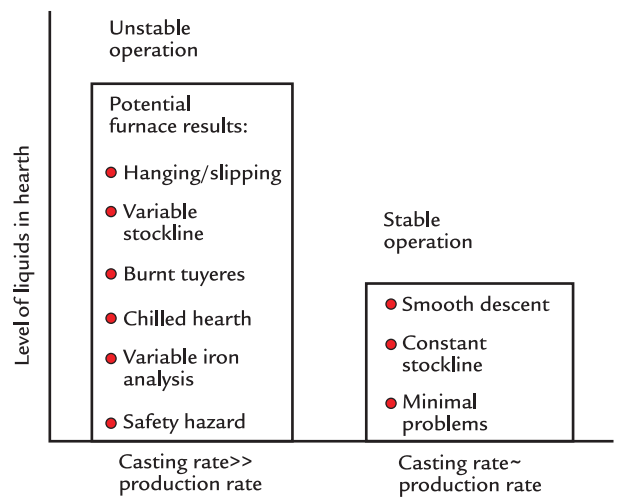 Unstable
operation
Potential
furnace results:
Hanging/slipping
Variable
stockline
Burnt tuyeres
Chilled hearth
Variable iron
analysis
Safety hazard
Stable
operation
Smooth descent
Constant
stockline
Minimal
problems
Level of liquids in hearth
Casting rate>>
production rate
Casting rate~
production rate